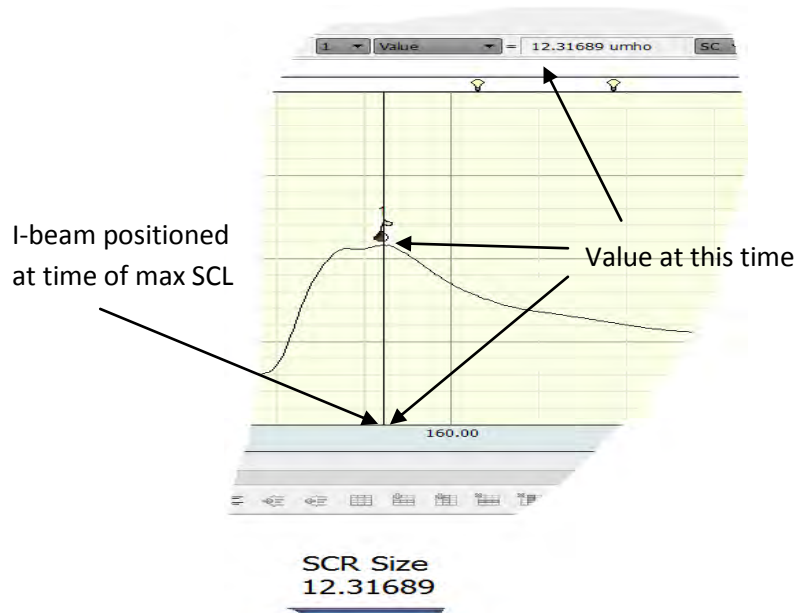 1 Value = 12.31689 umho SC
I-beam positioned
at time of max SCL
Value at this time
160.00
SCR Size
12.31689